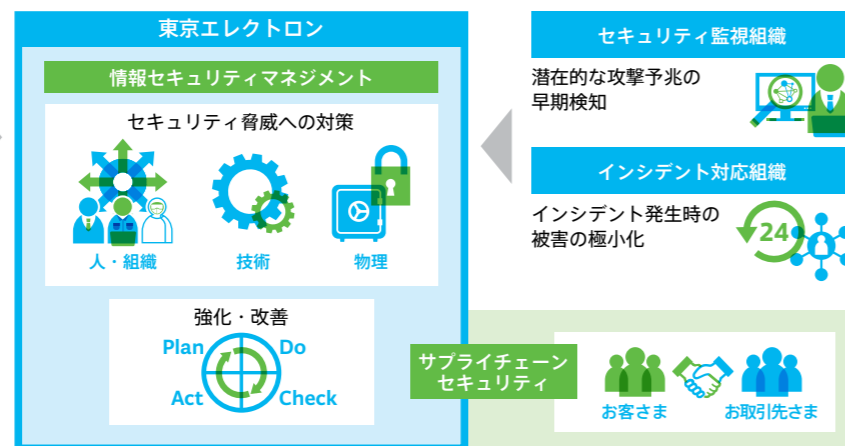 東京エレクトロン
情報セキュリティマネジメント
セキュリティ脅威への対策
人・組織
技術
物理
強化・改善
Plan
Do
Act
Check
セキュリティ監視組織
潜在的な攻撃予兆の
早期検知
インシデント対応組織
インシデント発生時の
被害の極小化
24
サプライチェーン
セキュリティ
お客さま
お取引先さま